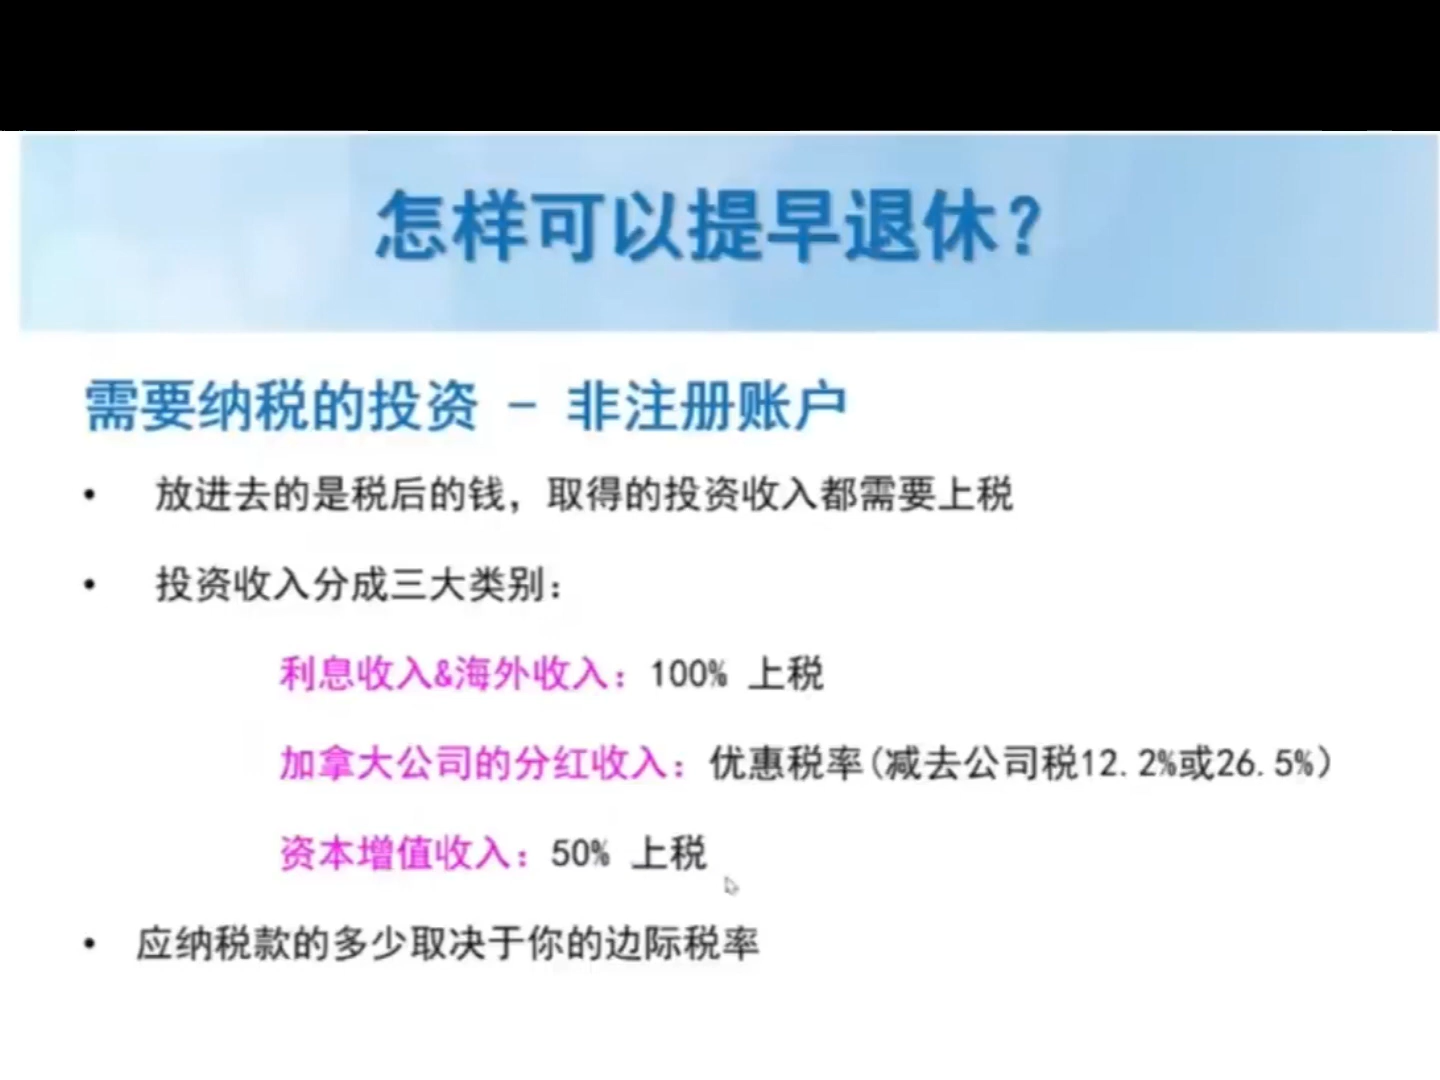 怎样可以提早退休？
需要纳税的投资 - 非注册账户
• 放进去的是税后的钱，取得的投资收入都需要上税
• 投资收入分成三大类别：
利息收入&海外收入：100% 上税
加拿大公司的分红收入：优惠税率(减去公司税12.2%或26.5%)
资本增值收入：50% 上税
• 应纳税款的多少取决于你的边际税率